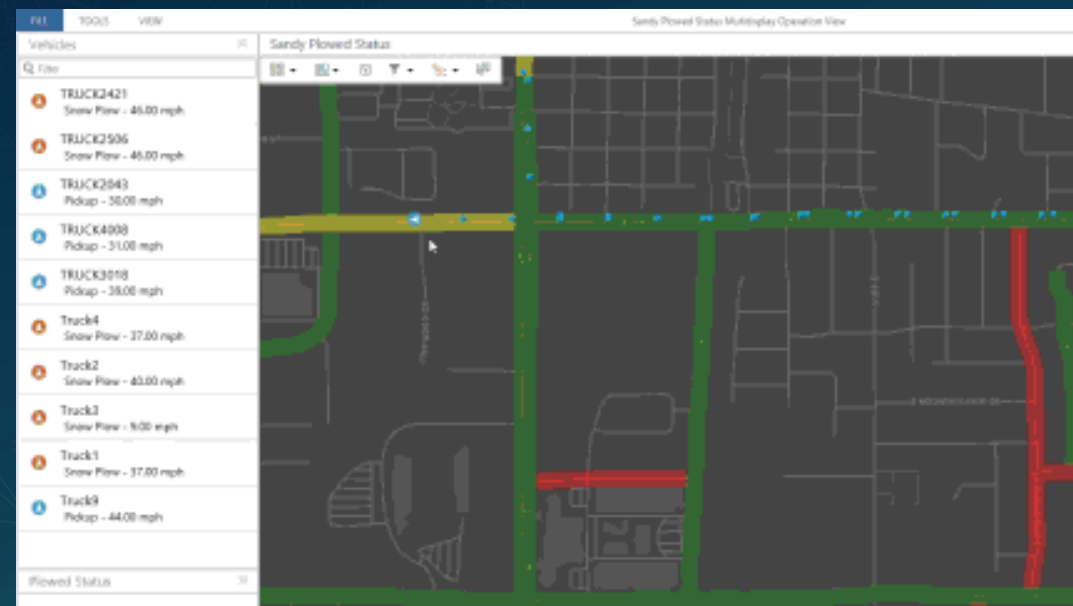 FILE TOOLS VIEW
Sandy Plowed Status Multidisplay Operation View
Vehicles
Sandy Plowed Status
Filter
TRUCK2421
Snow Plow - 46.00 mph
TRUCK2506
Snow Plow - 46.00 mph
TRUCK2043
Pickup - 30.00 mph
TRUCK4008
Pickup - 31.00 mph
TRUCK3018
Pickup - 39.00 mph
Truck4
Snow Plow - 37.00 mph
Truck2
Snow Plow - 40.00 mph
Truck3
Snow Plow - 9.00 mph
Truck1
Snow Plow - 37.00 mph
Truck9
Pickup - 44.00 mph
Plowed Status